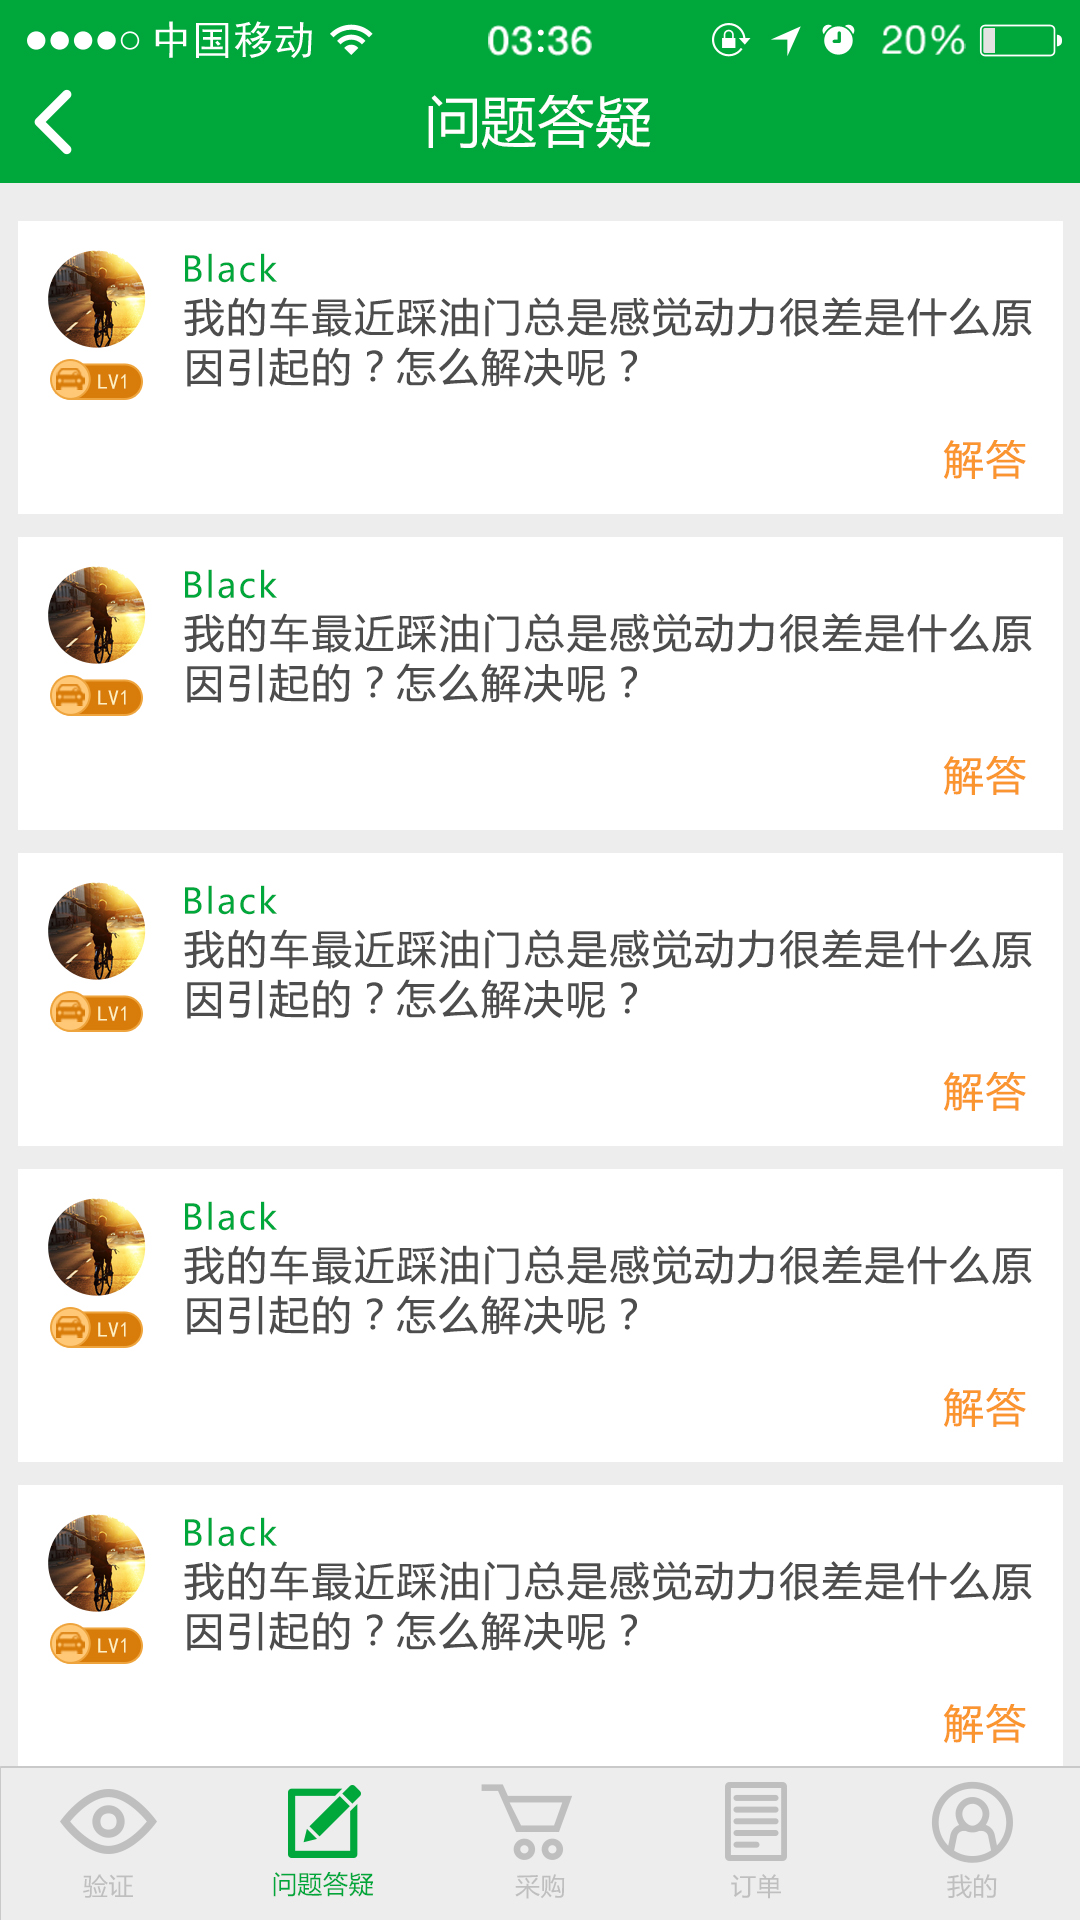 中国移动 03:36 20%
问题答疑
Black
我的车最近踩油门总是感觉动力很差是什么原
因引起的？怎么解决呢？
LV1
解答
Black
我的车最近踩油门总是感觉动力很差是什么原
因引起的？怎么解决呢？
LV1
解答
Black
我的车最近踩油门总是感觉动力很差是什么原
因引起的？怎么解决呢？
LV1
解答
Black
我的车最近踩油门总是感觉动力很差是什么原
因引起的？怎么解决呢？
LV1
解答
Black
我的车最近踩油门总是感觉动力很差是什么原
因引起的？怎么解决呢？
LV1
解答
验证 问题答疑 采购 订单 我的